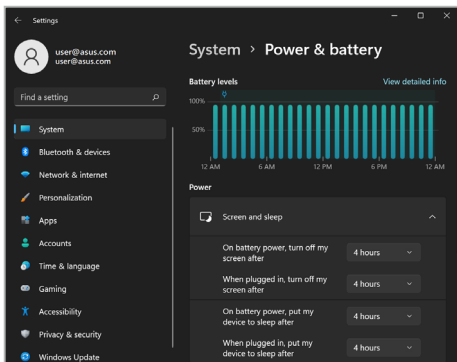 Settings
user@asus.com
user@asus.com
Find a setting
System
Bluetooth & devices
Network & internet
Personalization
Apps
Accounts
Time & language
Gaming
Accessibility
Privacy & security
Windows Update
System > Power & battery
Battery levels
View detailed info
100%
50%
12 AM 6 AM 12 PM 6 PM 12 AM
Power
Screen and sleep
On battery power, turn off my
screen after
4 hours
When plugged in, turn off my
screen after
4 hours
On battery power, put my
device to sleep after
4 hours
When plugged in, put my
device to sleep after
4 hours